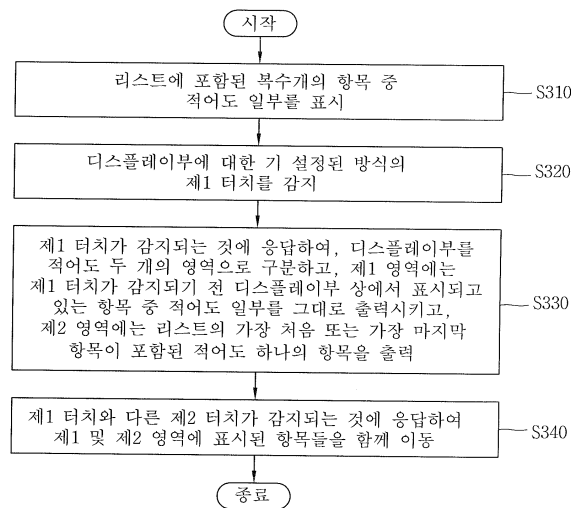 시작
리스트에 포함된 복수개의 항목 중
적어도 일부를 표시
S310
디스플레이부에 대한 기 설정된 방식의
제1 터치를 감지
S320
제1 터치가 감지되는 것에 응답하여, 디스플레이부를
적어도 두 개의 영역으로 구분하고, 제1 영역에는
제1 터치가 감지되기 전 디스플레이부 상에서 표시되고
있는 항목 중 적어도 일부를 그대로 출력시키고,
제2 영역에는 리스트의 가장 처음 또는 가장 마지막
항목이 포함된 적어도 하나의 항목을 출력
S330
제1 터치와 다른 제2 터치가 감지되는 것에 응답하여
제1 및 제2 영역에 표시된 항목들을 함께 이동
S340
종료